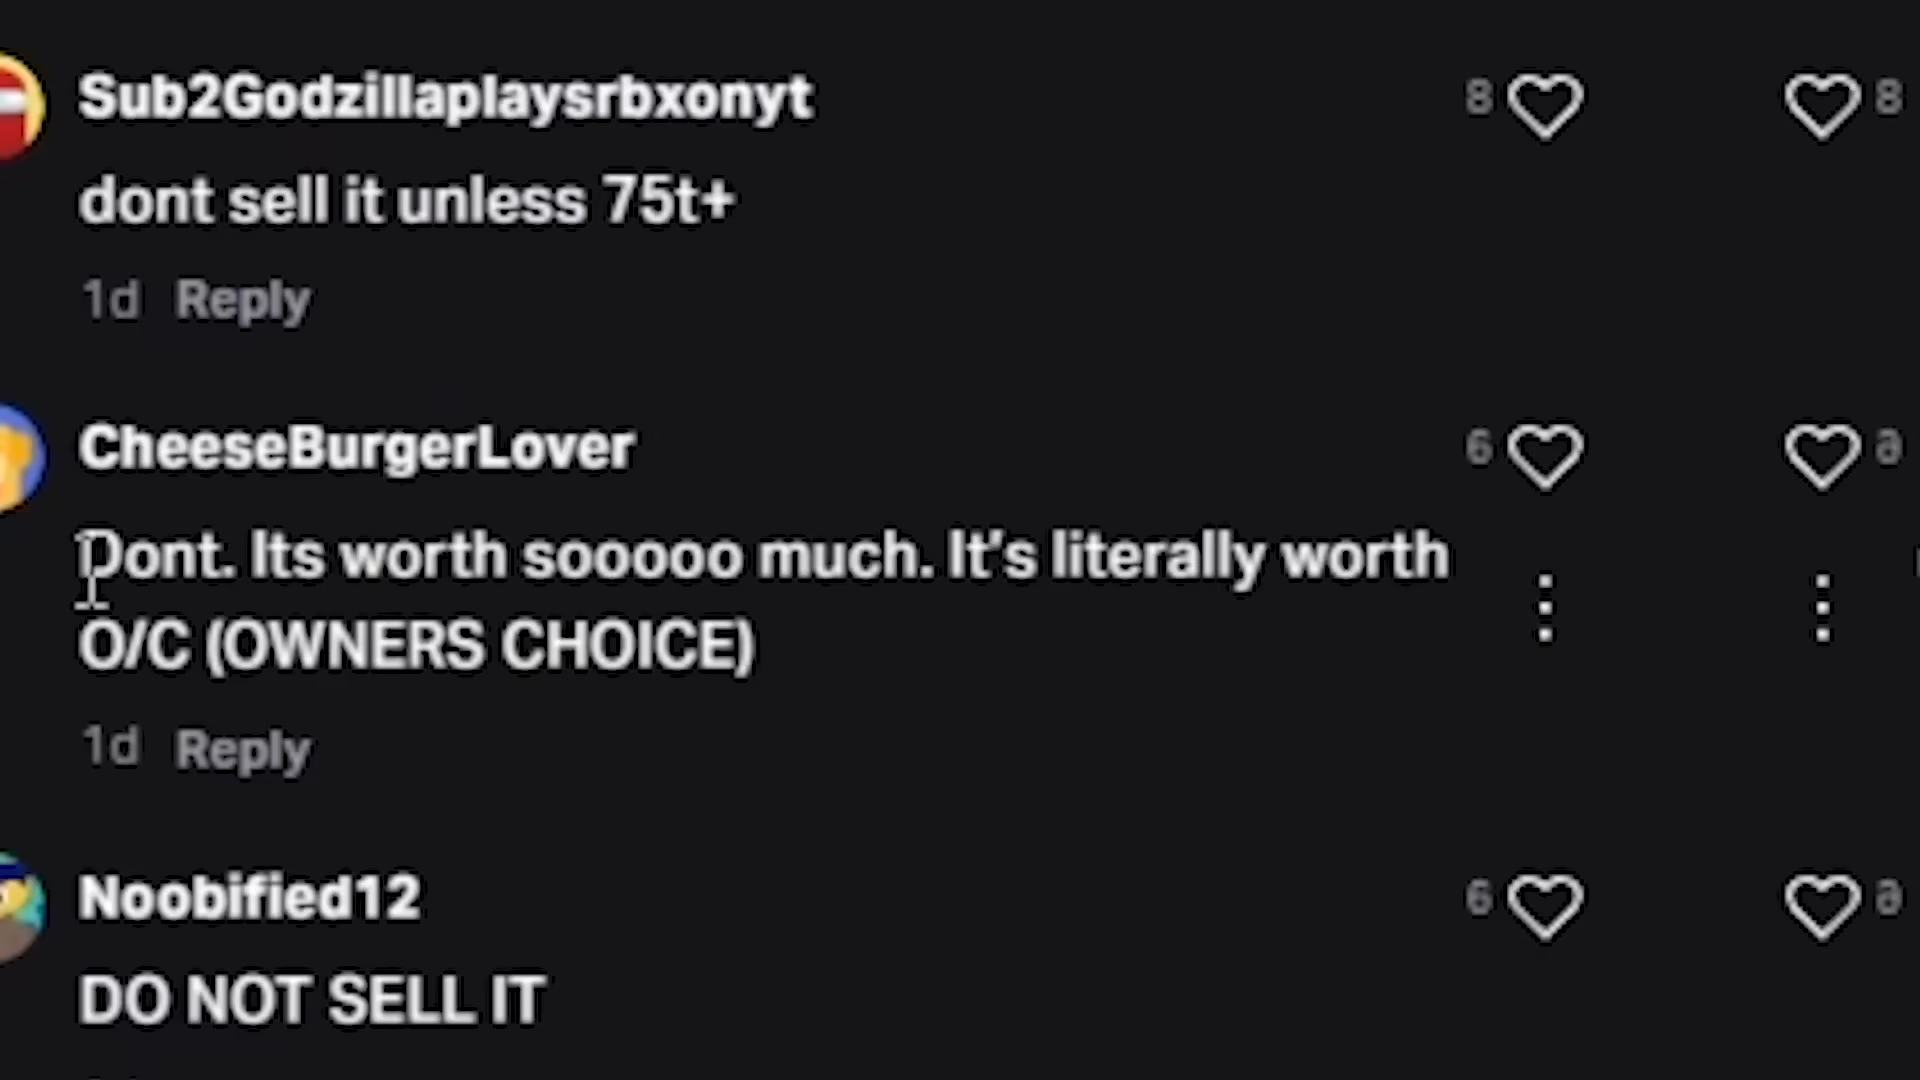 Sub2Godzillaplaysrbxonyt
8
8
dont sell it unless 75t+
1d Reply
CheeseBurgerLover
6
Dont. Its worth sooooo much. It's literally worth
O/C (OWNERS CHOICE)
1d Reply
Noobified12
6
DO NOT SELL IT